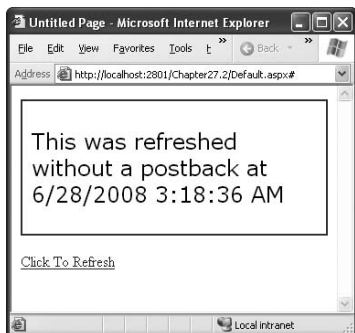 Untitled Page - Microsoft Internet Explorer
File Edit View Favorites Tools » Back »
Address http://localhost:2801/Chapter27.2/Default.aspx#
This was refreshed
without a postback at
6/28/2008 3:18:36 AM
Click To Refresh
Local intranet